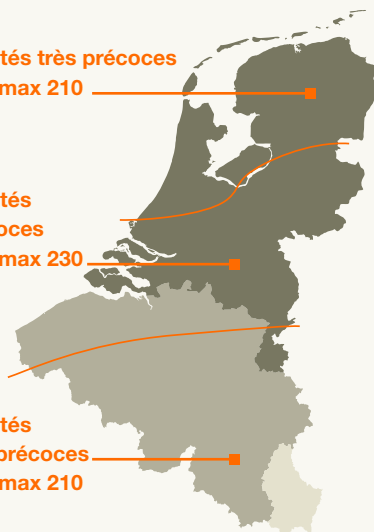 tés très précoces
max 210
tés
oces
max 230
tés
précoces
max 210